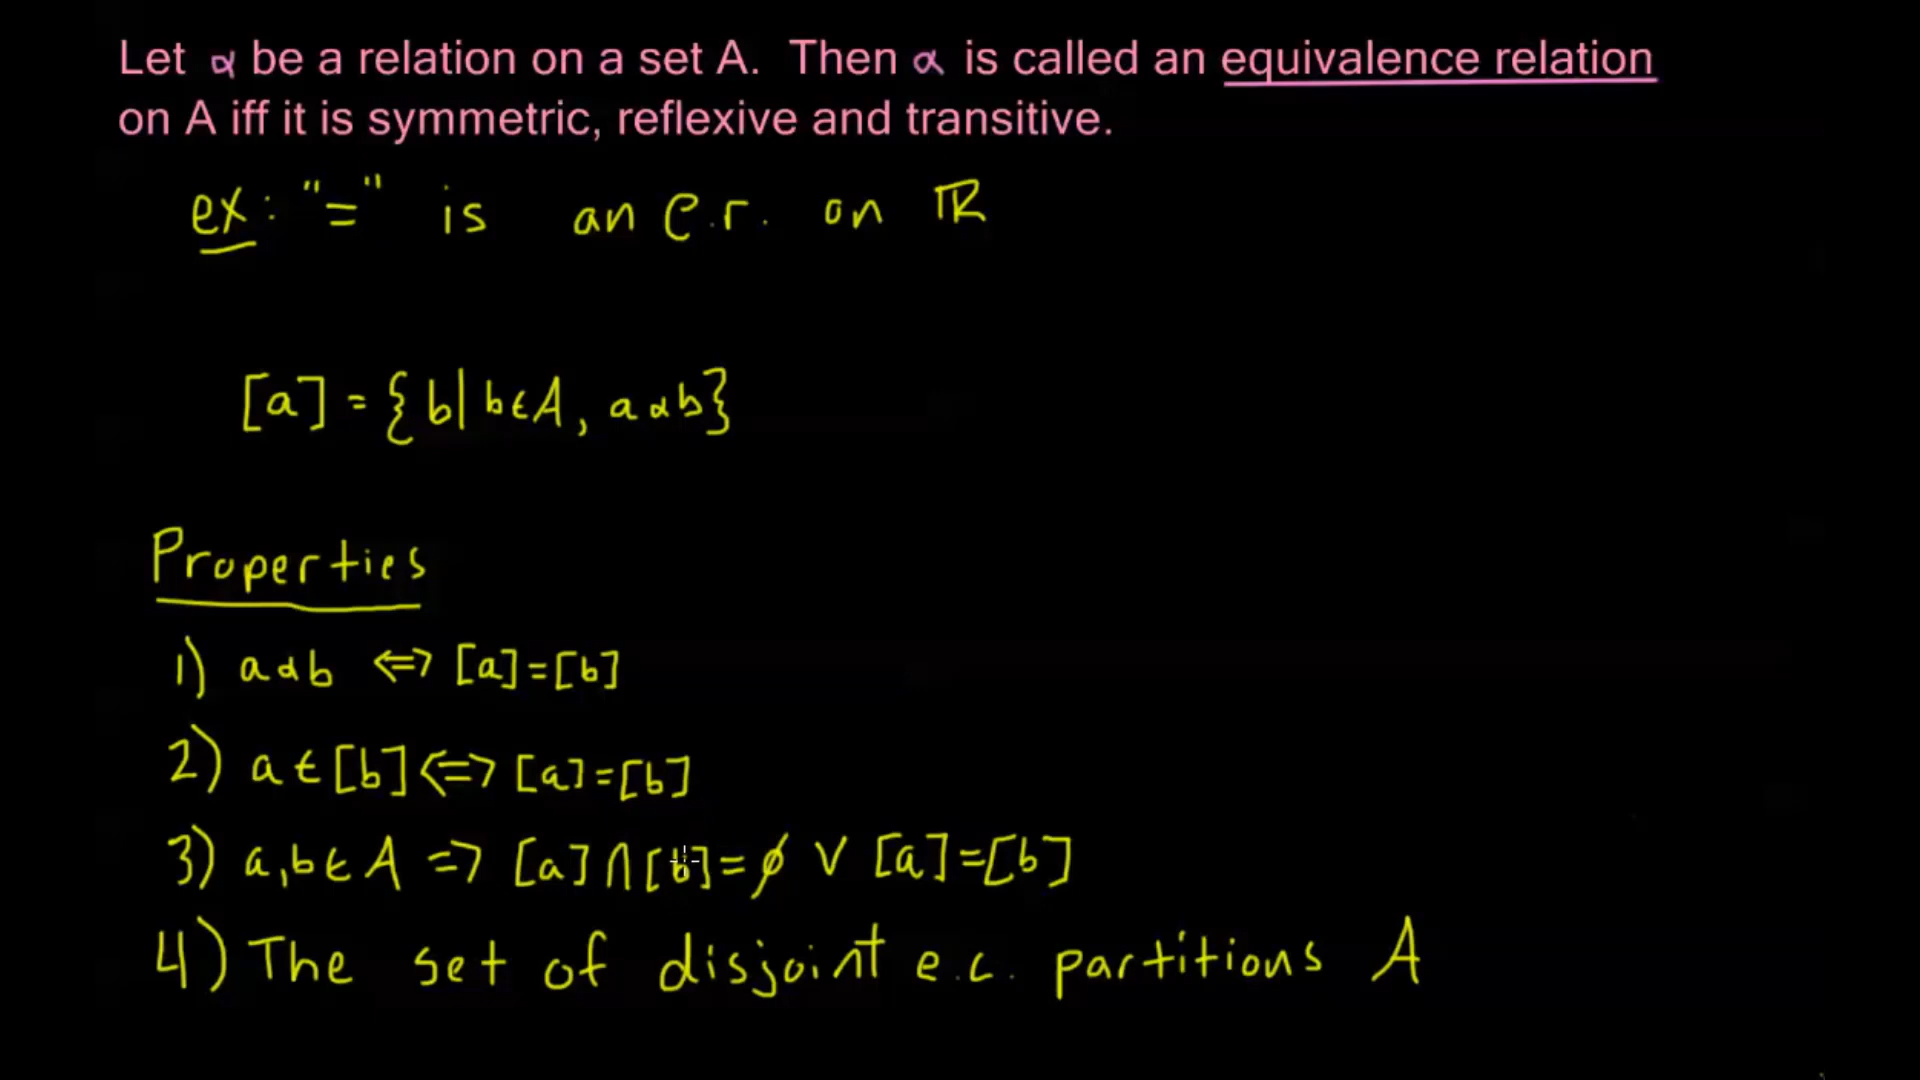 Let α be a relation on a set A. Then α is called an equivalence relation
on A iff it is symmetric, reflexive and transitive.
ex: "=" is an e.r. on ℝ
[a] = {b | b ∈ A, a α b}
Properties
1) a α b ⇔ [a] = [b]
2) a ∈ [b] ⇔ [a] = [b]
3) a, b ∈ A ⇒ [a] ∩ [b] = ∅ ∨ [a] = [b]
4) The set of disjoint e.c. partitions A